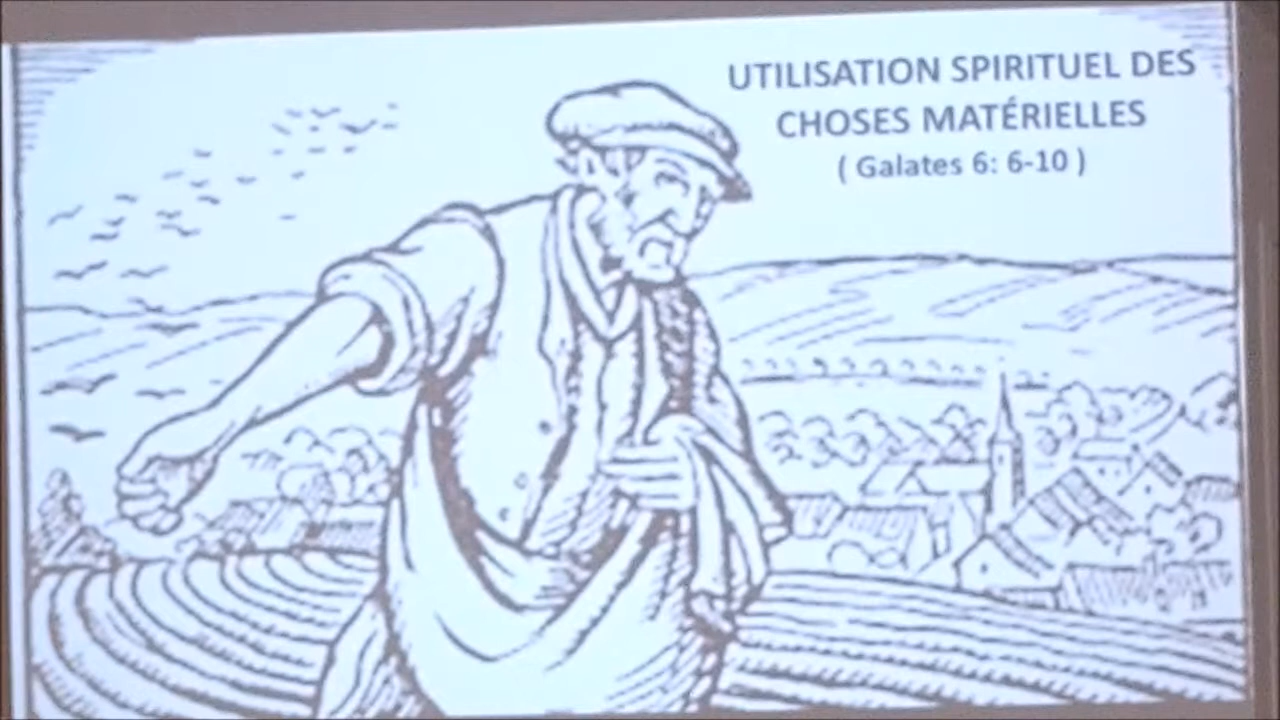 UTILISATION SPIRITUEL DES
CHOSES MATÉRIELLES
( Galates 6: 6-10 )